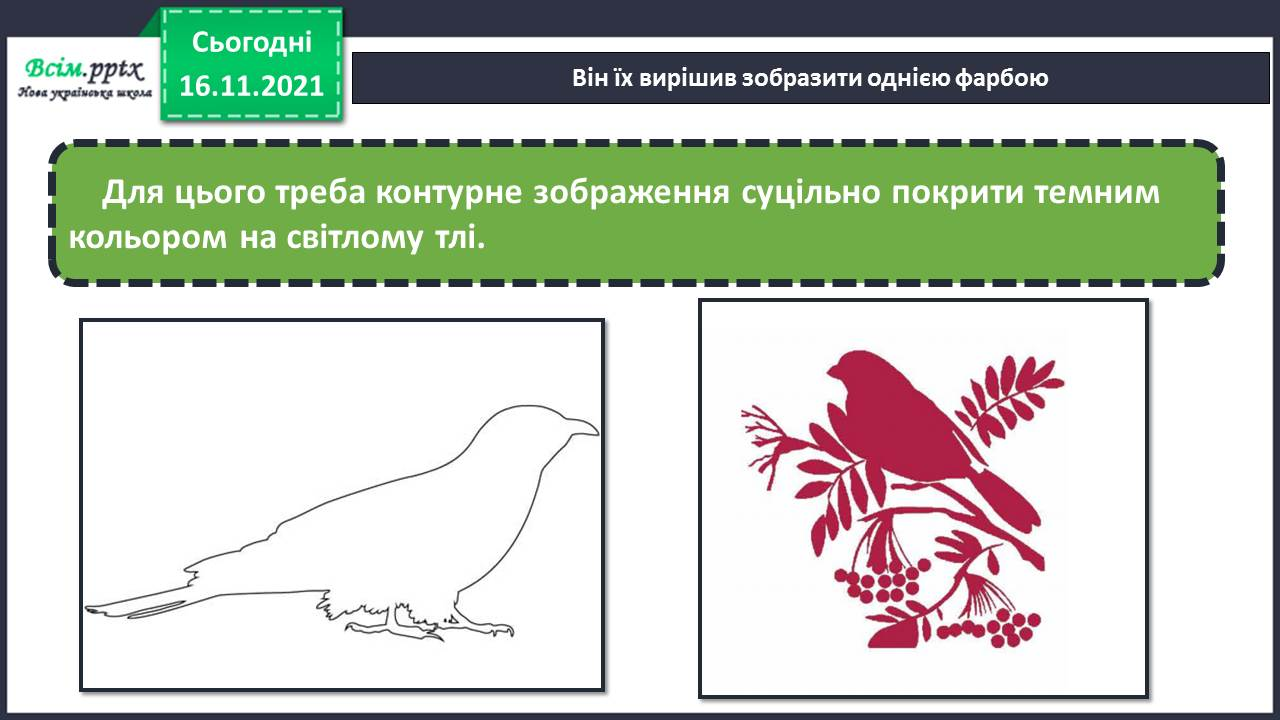 Сьогодні
16.11.2021
Всім.pptx
Нова українська школа
Він їх вирішив зобразити однією фарбою
Для цього треба контурне зображення суцільно покрити темним
кольором на світлому тлі.